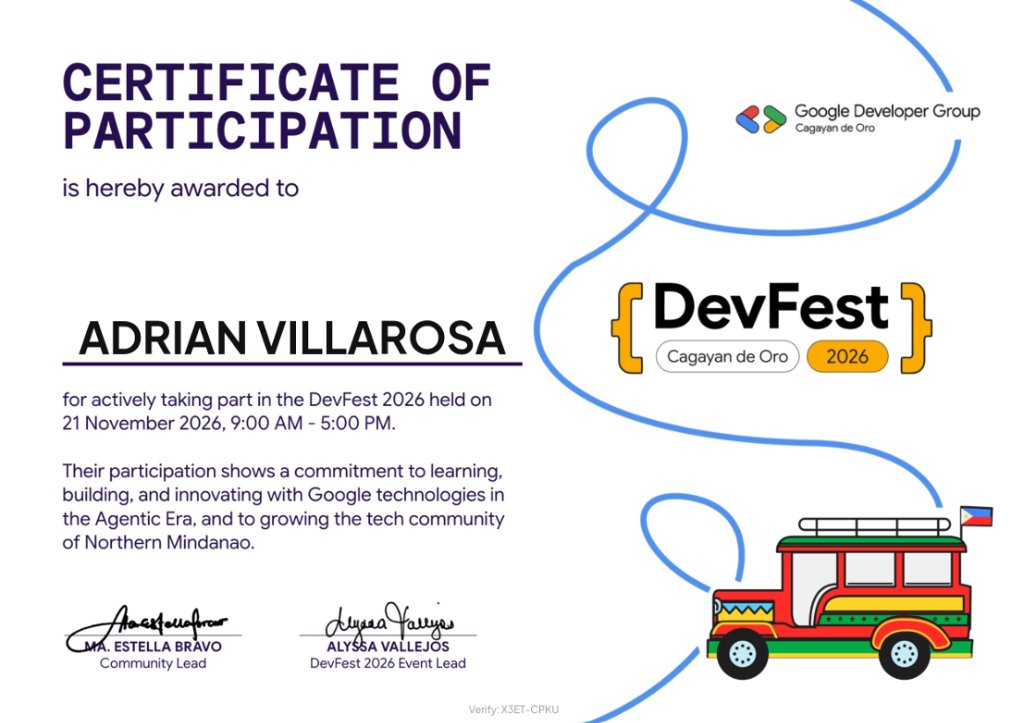 CERTIFICATE OF
PARTICIPATION
is hereby awarded to
Google Developer Group
Cagayan de Oro
DevFest
Cagayan de Oro
2026
ADRIAN VILLAROSA
for actively taking part in the DevFest 2026 held on
21 November 2026, 9:00 AM - 5:00 PM.
Their participation shows a commitment to learning,
building, and innovating with Google technologies in
the Agentic Era, and to growing the tech community
of Northern Mindanao.
MA. ESTELLA BRAVO
Community Lead
Alyssa Vallejos
ALYSSA VALLEJOS
DevFest 2026 Event Lead
Verify: X3ET-CPKU